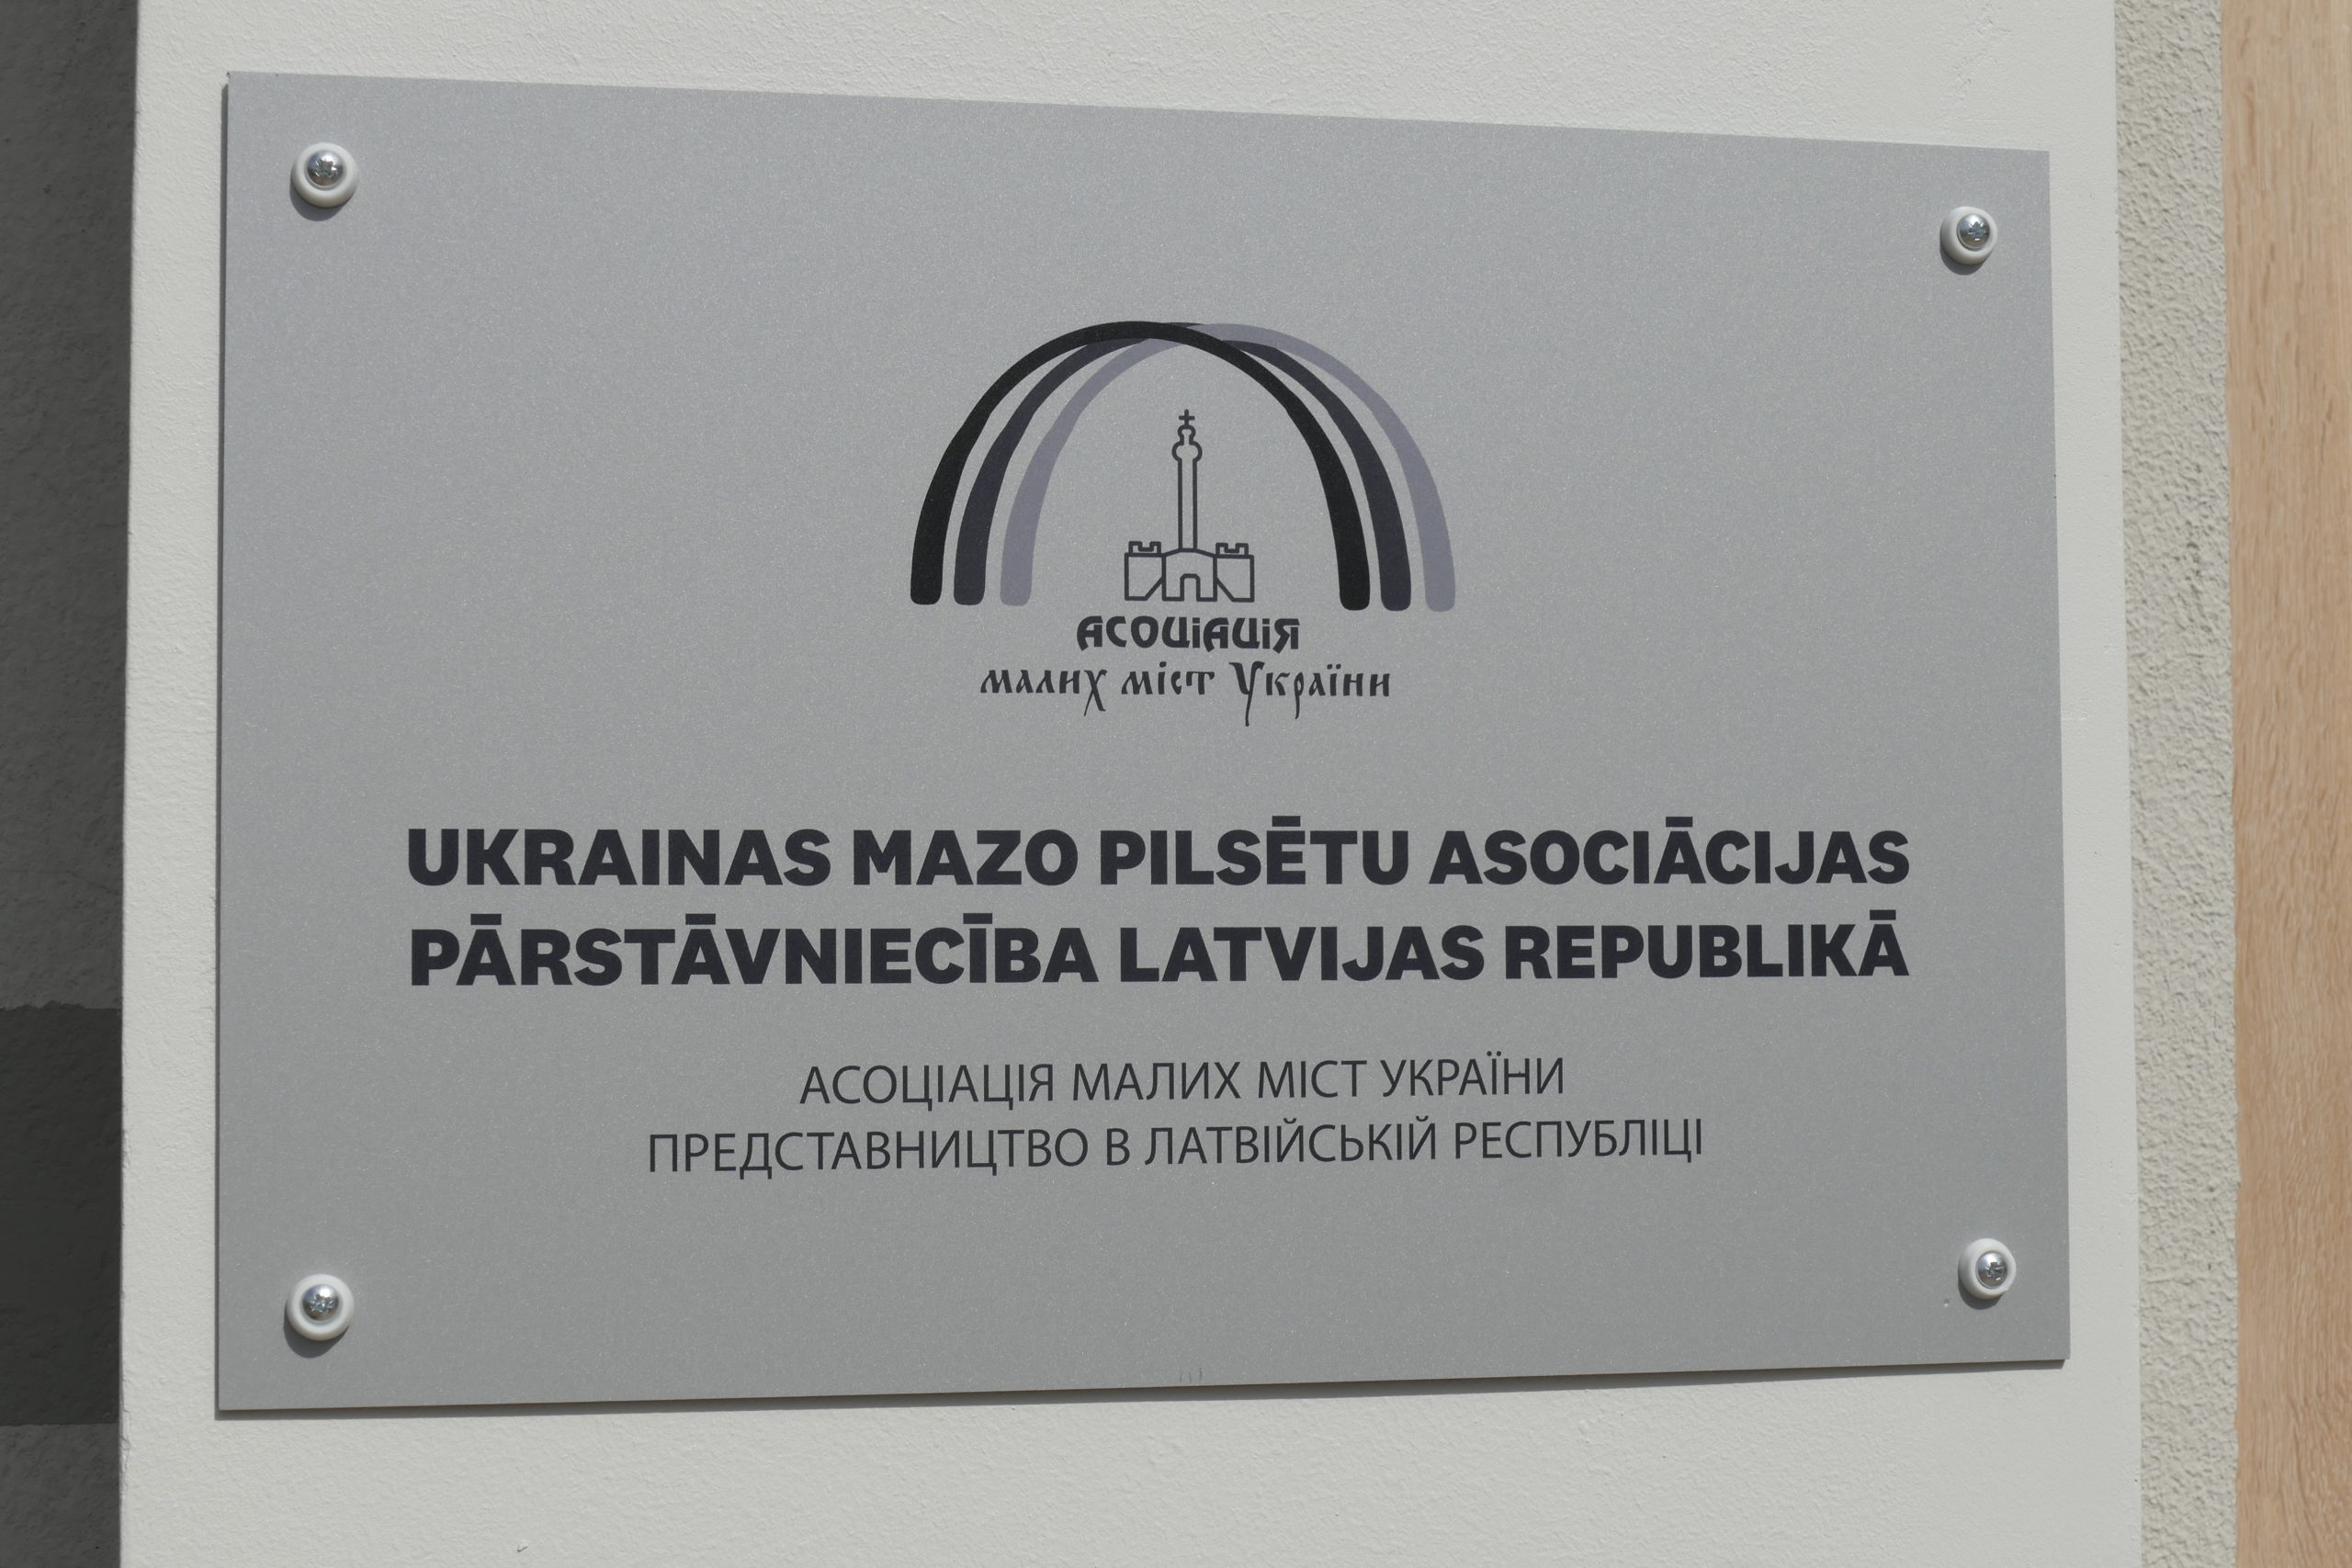 АСОЦіАЦіЯ
малих міст України
UKRAINAS MAZO PILSĒTU ASOCIĀCIJAS
PĀRSTĀVNIECĪBA LATVIJAS REPUBLIKĀ
АСОЦІАЦІЯ МАЛИХ МІСТ УКРАЇНИ
ПРЕДСТАВНИЦТВО В ЛАТВІЙСЬКІЙ РЕСПУБЛІЦІ